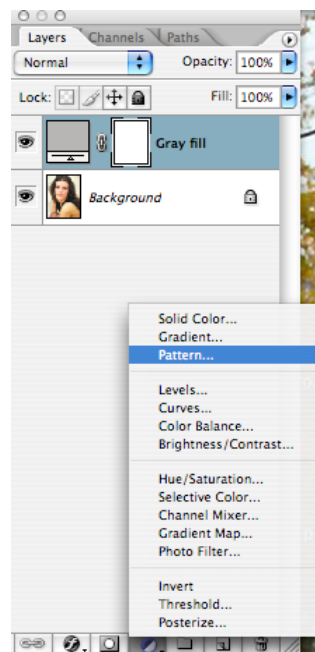 Layers Channels Paths
Normal Opacity: 100%
Lock: Fill: 100%
Gray fill
Background
Solid Color...
Gradient...
Pattern...
Levels...
Curves...
Color Balance...
Brightness/Contrast...
Hue/Saturation...
Selective Color...
Channel Mixer...
Gradient Map...
Photo Filter...
Invert
Threshold...
Posterize...